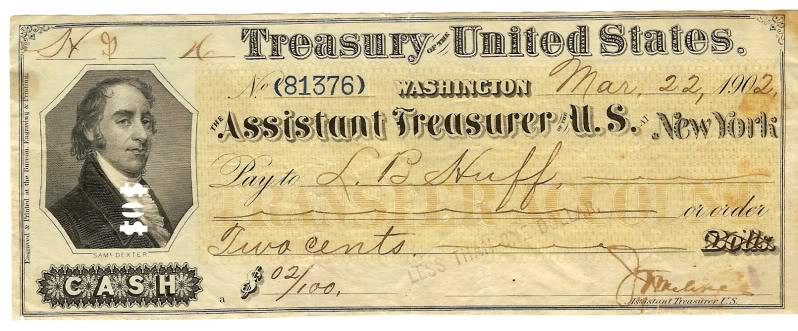 Treasury OF THE United States.
No (81376) WASHINGTON Mar, 22, 1902,
THE Assistant Treasurer OF THE U.S. AT New York
Pay to L. B. Huff,
TRANSFER ACCOUNT
or order
Two cents. Dolls
LESS THAN ONE DOLLAR
$ 02/100.
Assistant Treasurer U.S.
Engraved & Printed at the Bureau, Engraving & Printing.
SAML. DEXTER.
CASH
a